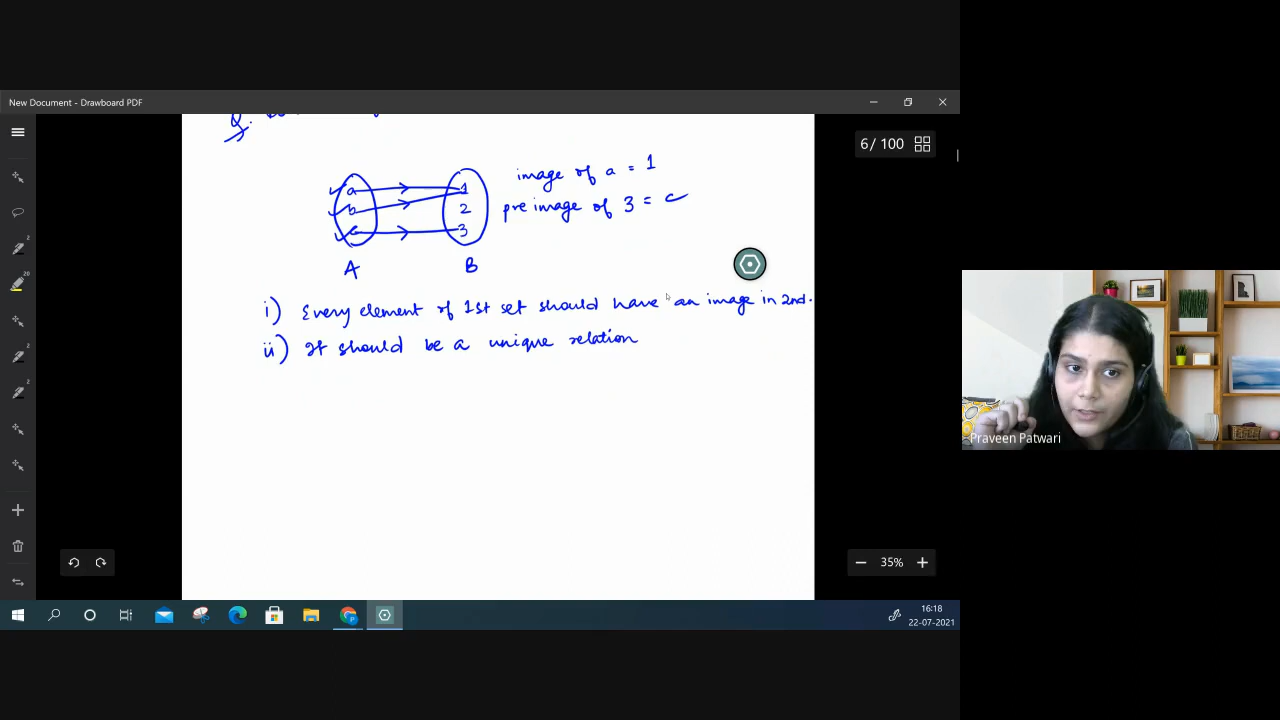 New Document - Drawboard PDF
6 / 100
Q.
a
1
image of a = 1
b
2
pre image of 3 = c
c
3
A
B
i) Every element of 1st set should have an image in 2nd.
ii) It should be a unique relation
Praveen Patwari
35%
16:18
22-07-2021